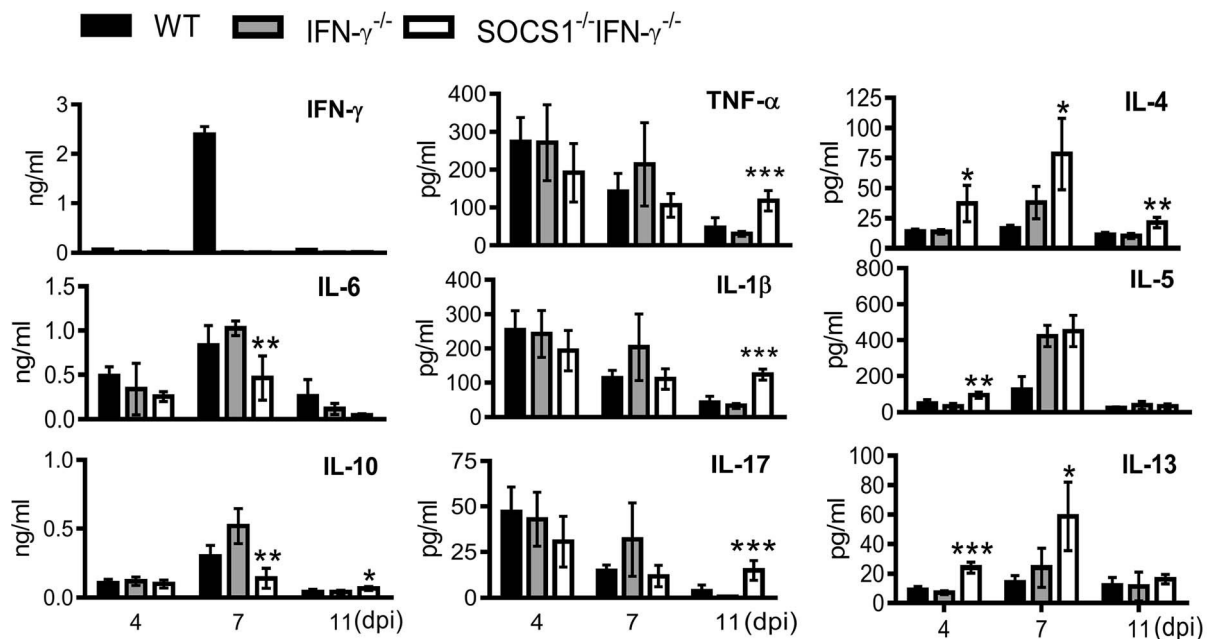 WT IFN-γ-/- SOCS1-/-IFN-γ-/-
IFN-γ
ng/ml
3
2
1
0
TNF-α
pg/ml
400
300
200
100
0
*** 
IL-4
pg/ml
125
100
75
50
25
0
* * **
IL-6
ng/ml
1.5
1.0
0.5
0.0
**
IL-1β
pg/ml
400
300
200
100
0
***
IL-5
pg/ml
800
600
400
200
0
**
IL-10
ng/ml
1.0
0.5
0.0
** *
4 7 11 (dpi)
IL-17
pg/ml
75
50
25
0
***
4 7 11 (dpi)
IL-13
pg/ml
100
80
60
40
20
0
*** *
4 7 11 (dpi)